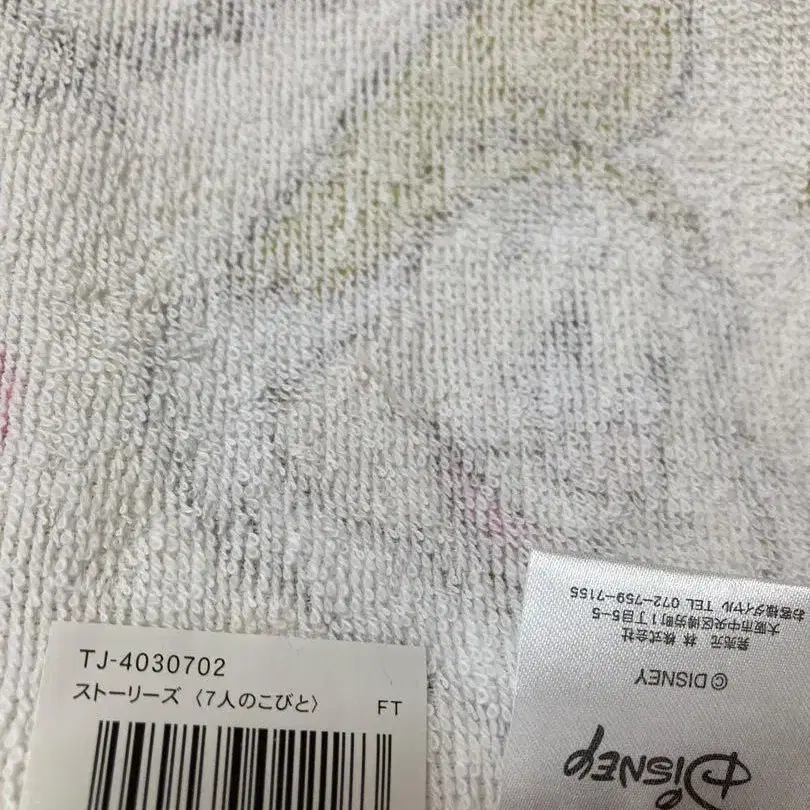 TJ-4030702
ストーリーズ〈7人のこびと〉
FT
Disney
© DISNEY
発売元 林 株式会社
大阪市中央区博労町1丁目5-5
お客様ダイヤル TEL 072-759-7155